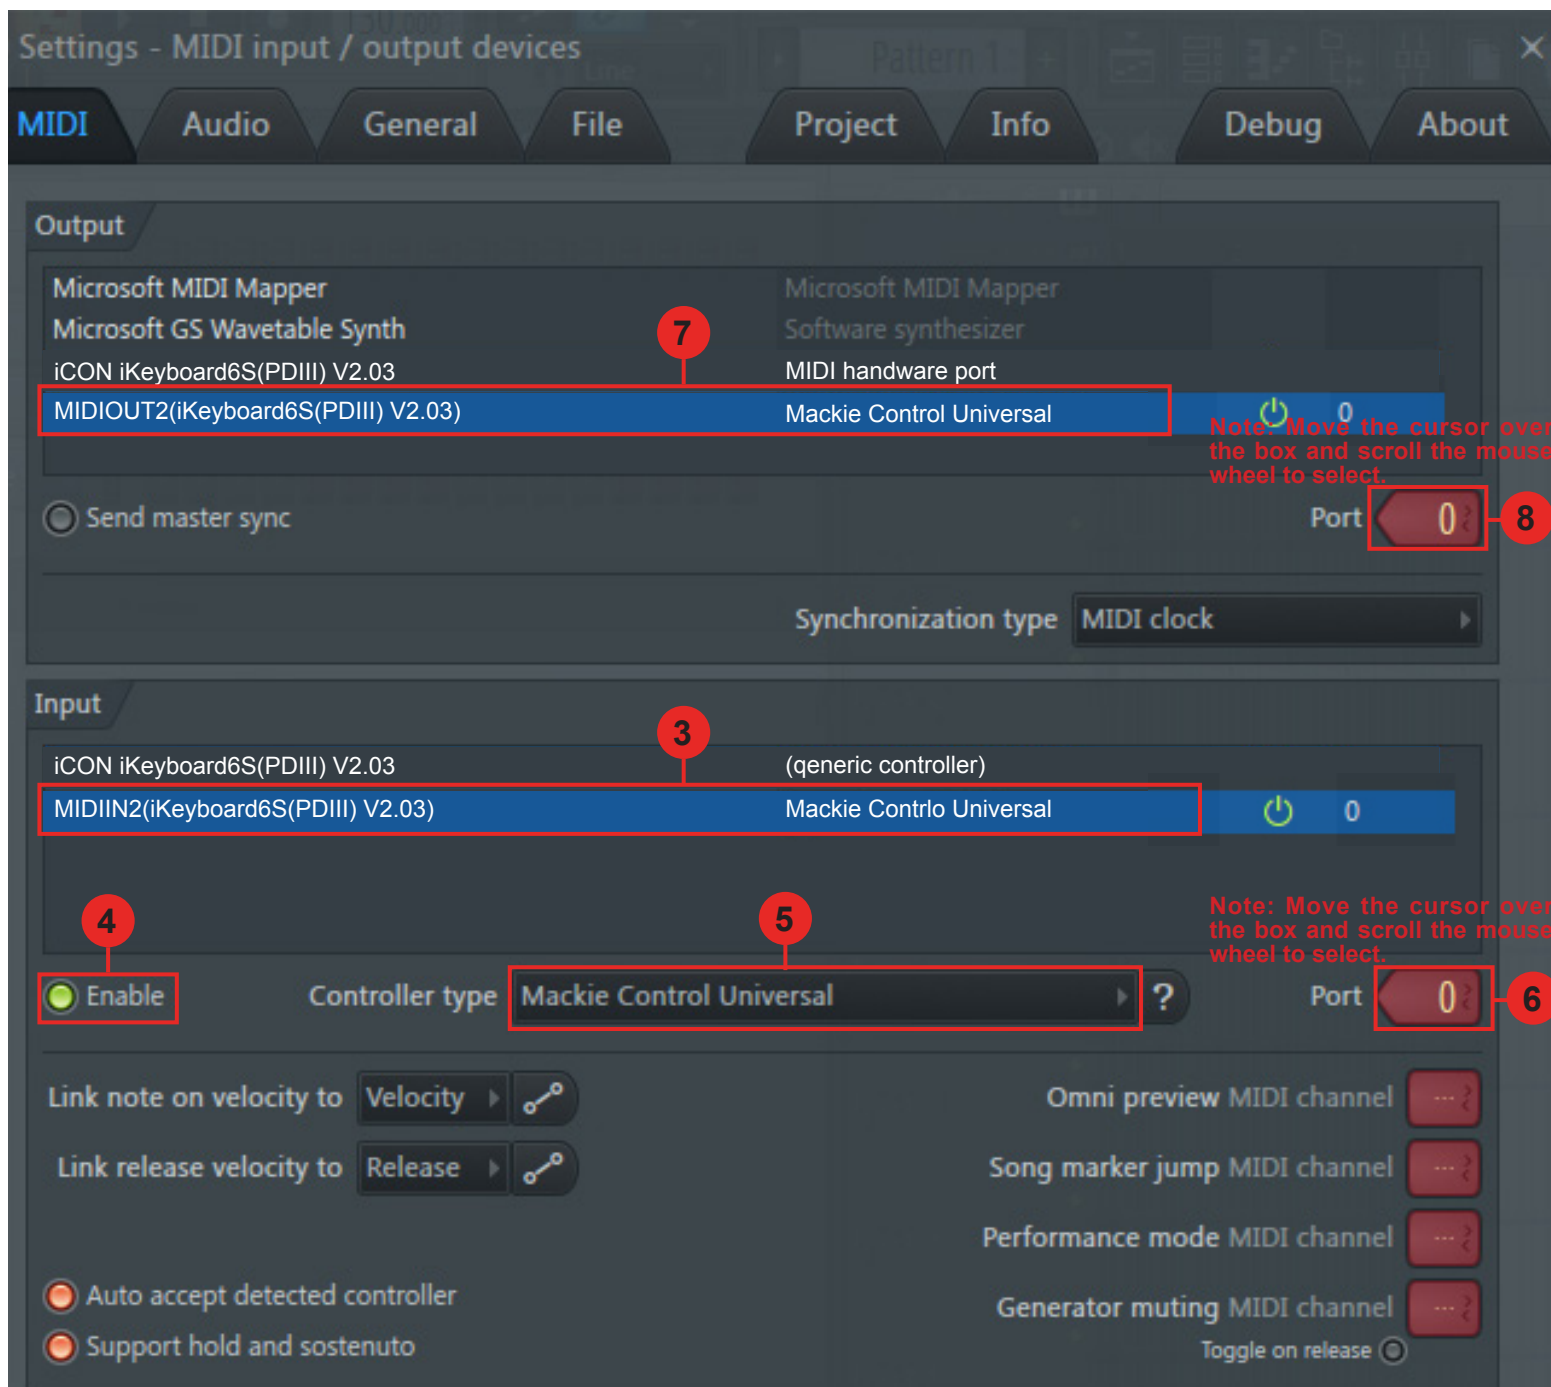 130.000
Settings - MIDI input / output devices
Pattern 1
MIDI Audio General File Project Info Debug About
Output
Microsoft MIDI Mapper Microsoft MIDI Mapper
Microsoft GS Wavetable Synth Software synthesizer
7
iCON iKeyboard6S(PDIII) V2.03 MIDI hardware port
MIDIOUT2(iKeyboard6S(PDIII) V2.03) Mackie Control Universal 0
Note: Move the cursor over
the box and scroll the mouse
wheel to select.
Send master sync Port 0 8
Synchronization type MIDI clock
Input
3
iCON iKeyboard6S(PDIII) V2.03 (qeneric controller)
MIDIIN2(iKeyboard6S(PDIII) V2.03) Mackie Contrlo Universal 0
4 5
Note: Move the cursor over
the box and scroll the mouse
wheel to select.
Enable Controller type Mackie Control Universal ? Port 0 6
Link note on velocity to Velocity Omni preview MIDI channel ---
Link release velocity to Release Song marker jump MIDI channel ---
Performance mode MIDI channel ---
Auto accept detected controller Generator muting MIDI channel ---
Support hold and sostenuto Toggle on release